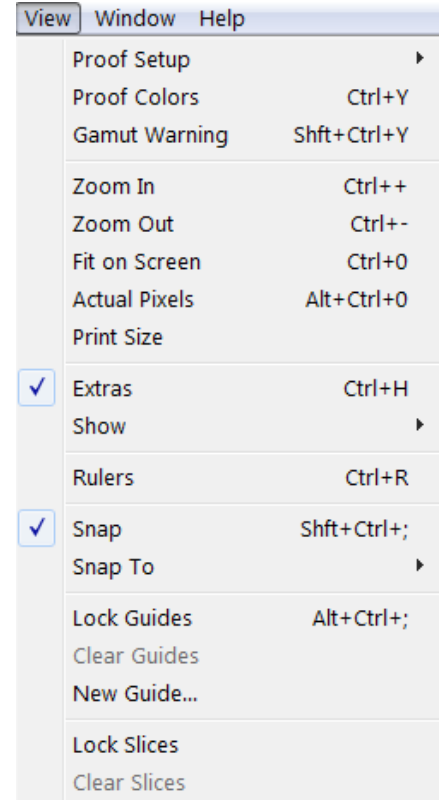 View Window Help
Proof Setup
Proof Colors Ctrl+Y
Gamut Warning Shft+Ctrl+Y
Zoom In Ctrl++
Zoom Out Ctrl+-
Fit on Screen Ctrl+0
Actual Pixels Alt+Ctrl+0
Print Size
Extras Ctrl+H
Show
Rulers Ctrl+R
Snap Shft+Ctrl+;
Snap To
Lock Guides Alt+Ctrl+;
Clear Guides
New Guide...
Lock Slices
Clear Slices